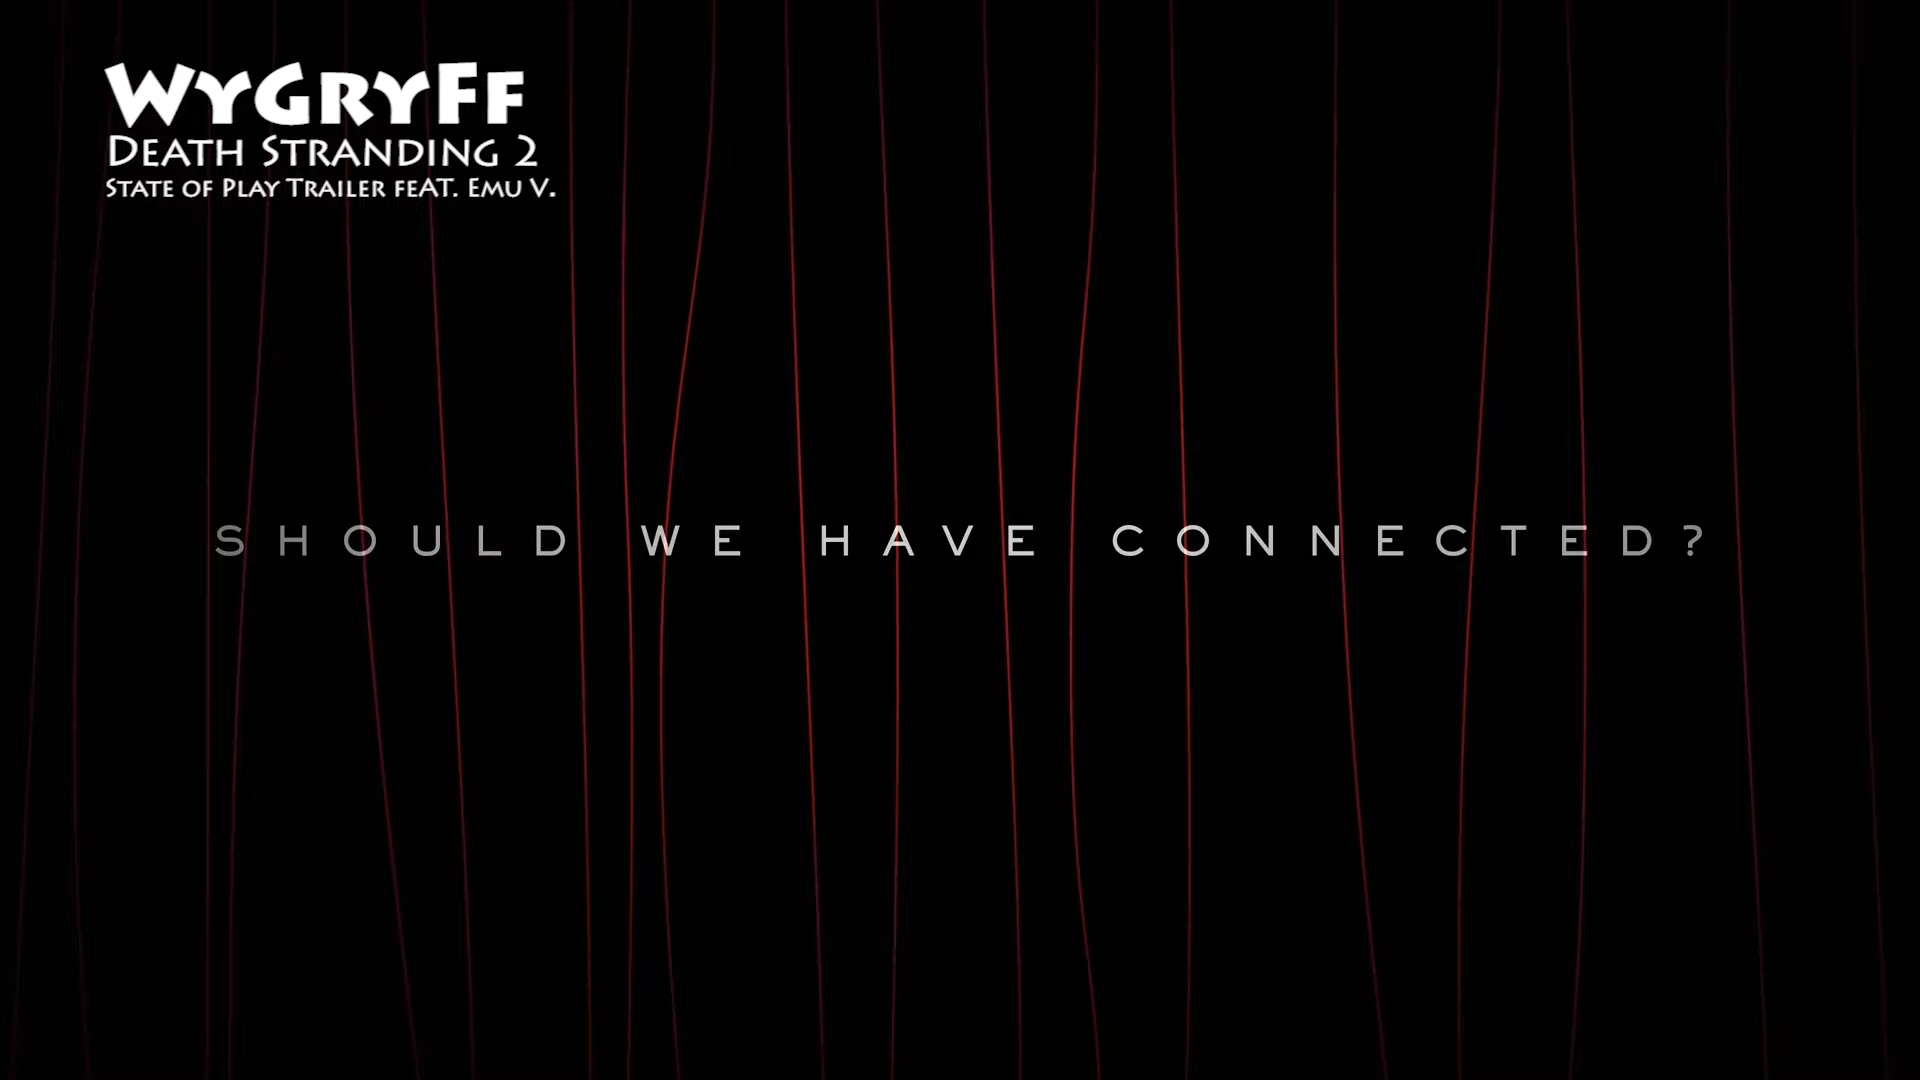 WYGRYFF
DEATH STRANDING 2
STATE OF PLAY TRAILER FEAT. EMU V.
SHOULD WE HAVE CONNECTED?